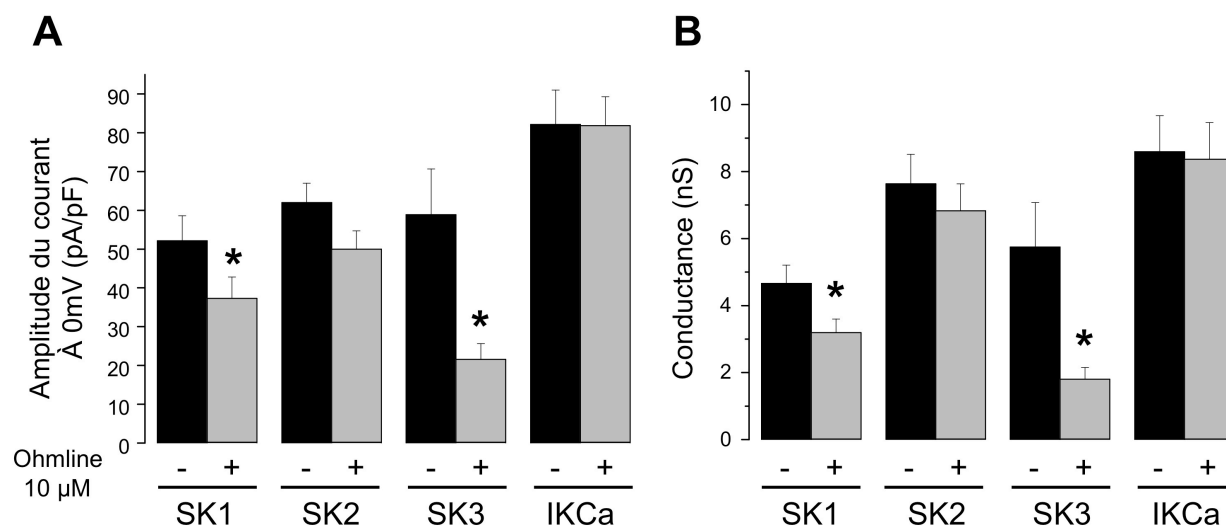 A
Amplitude du courant
À 0mV (pA/pF)
90
80
70
60
50
40
30
20
10
0
*
*
Ohmline
10 µM
- + - + - + - +
SK1 SK2 SK3 IKCa
B
Conductance (nS)
10
8
6
4
2
0
*
*
- + - + - + - +
SK1 SK2 SK3 IKCa